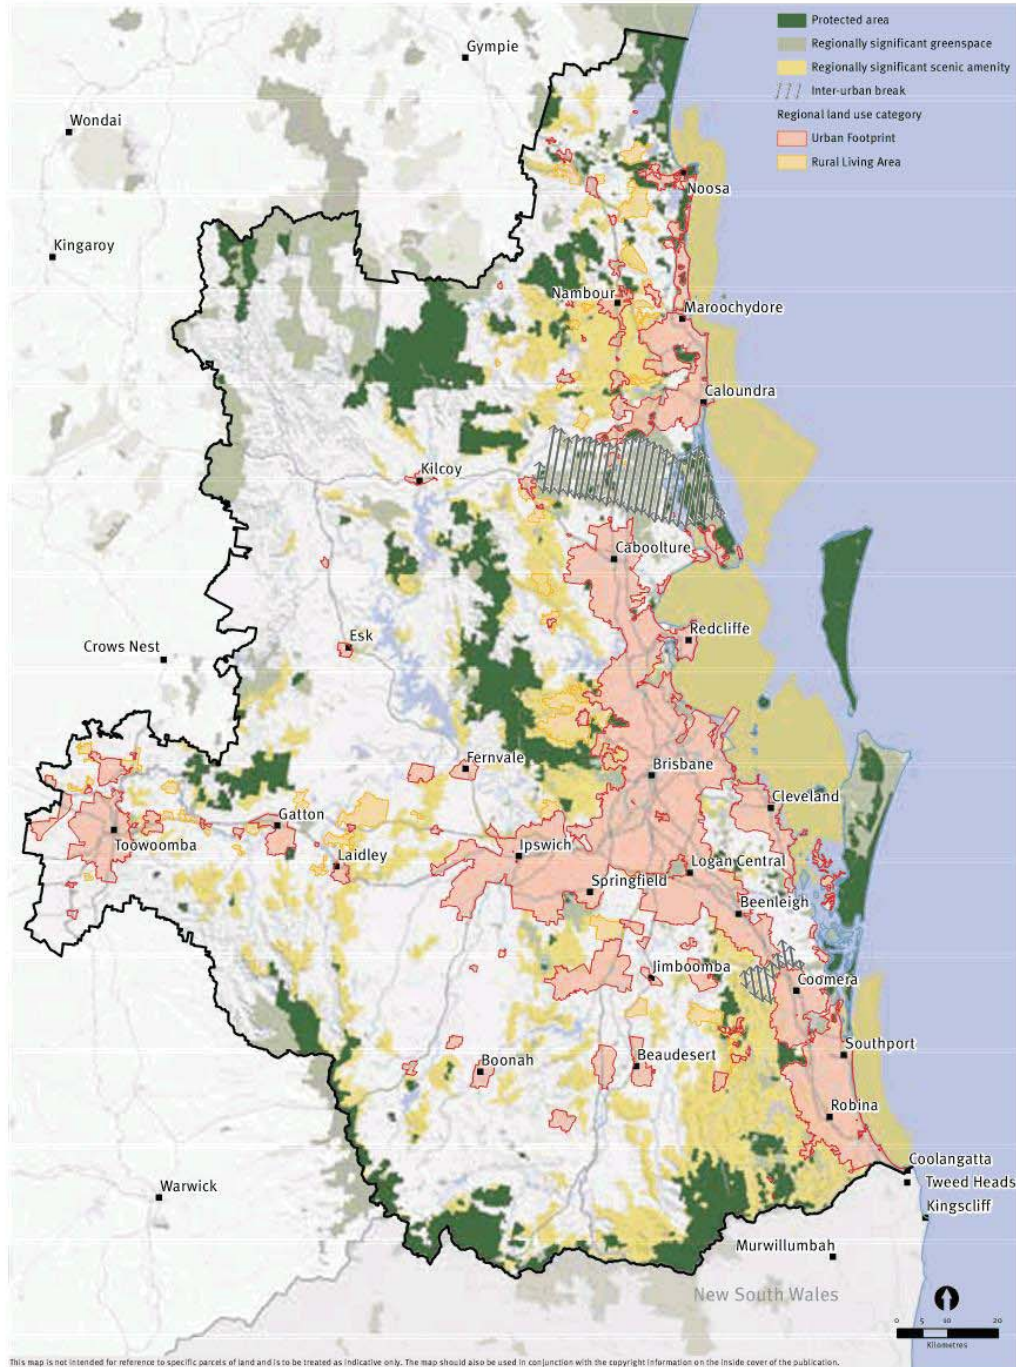 Protected area
Regionally significant greenspace
Regionally significant scenic amenity
Inter-urban break
Regional land use category
Urban Footprint
Rural Living Area
Gympie
Wondai
Noosa
Kingaroy
Nambour
Maroochydore
Caloundra
Kilcoy
Caboolture
Redcliffe
Esk
Crows Nest
Fernvale
Brisbane
Cleveland
Gatton
Toowoomba
Laidley
Ipswich
Logan Central
Springfield
Beenleigh
Jimboomba
Coomera
Southport
Boonah
Beaudesert
Robina
Coolangatta
Tweed Heads
Warwick
Kingscliff
Murwillumbah
New South Wales
0 5 10 20
Kilometres
This map is not intended for reference to specific parcels of land and is to be treated as indicative only. The map should also be used in conjunction with the copyright information on the inside cover of the publication.